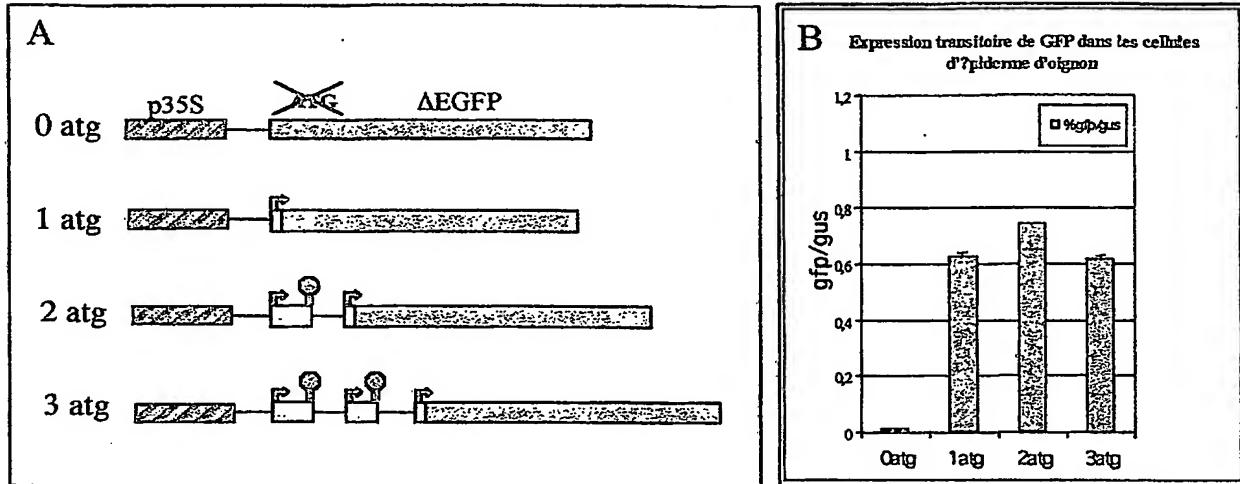 A
p35S
ATG
ΔEGFP
0 atg
1 atg
2 atg
3 atg
B
Expression transitoire de GFP dans les cellules
d'?piderme d'oignon
%gfp/gus
gfp/gus
1,2
1
0,8
0,6
0,4
0,2
0
0atg
1atg
2atg
3atg